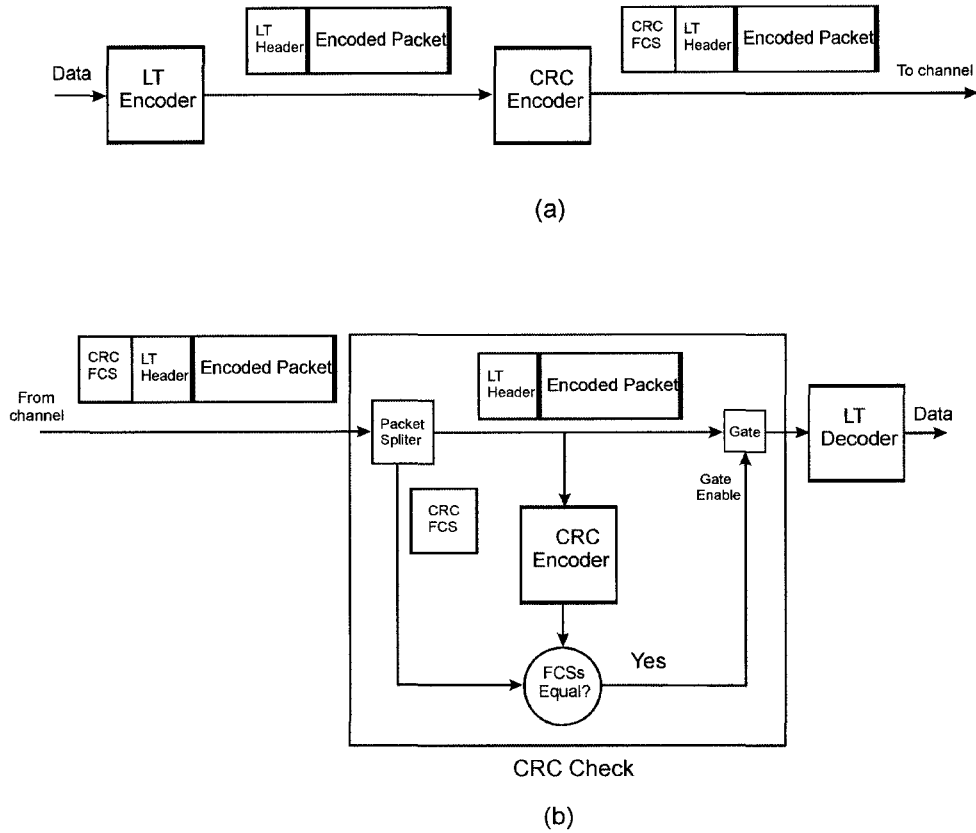 LT
Header
Encoded Packet
CRC
FCS
LT
Header
Encoded Packet
Data
LT
Encoder
CRC
Encoder
To channel
(a)
CRC
FCS
LT
Header
Encoded Packet
LT
Header
Encoded Packet
From
channel
Packet
Spliter
Gate
LT
Decoder
Data
Gate
Enable
CRC
FCS
CRC
Encoder
FCSs
Equal?
Yes
CRC Check
(b)